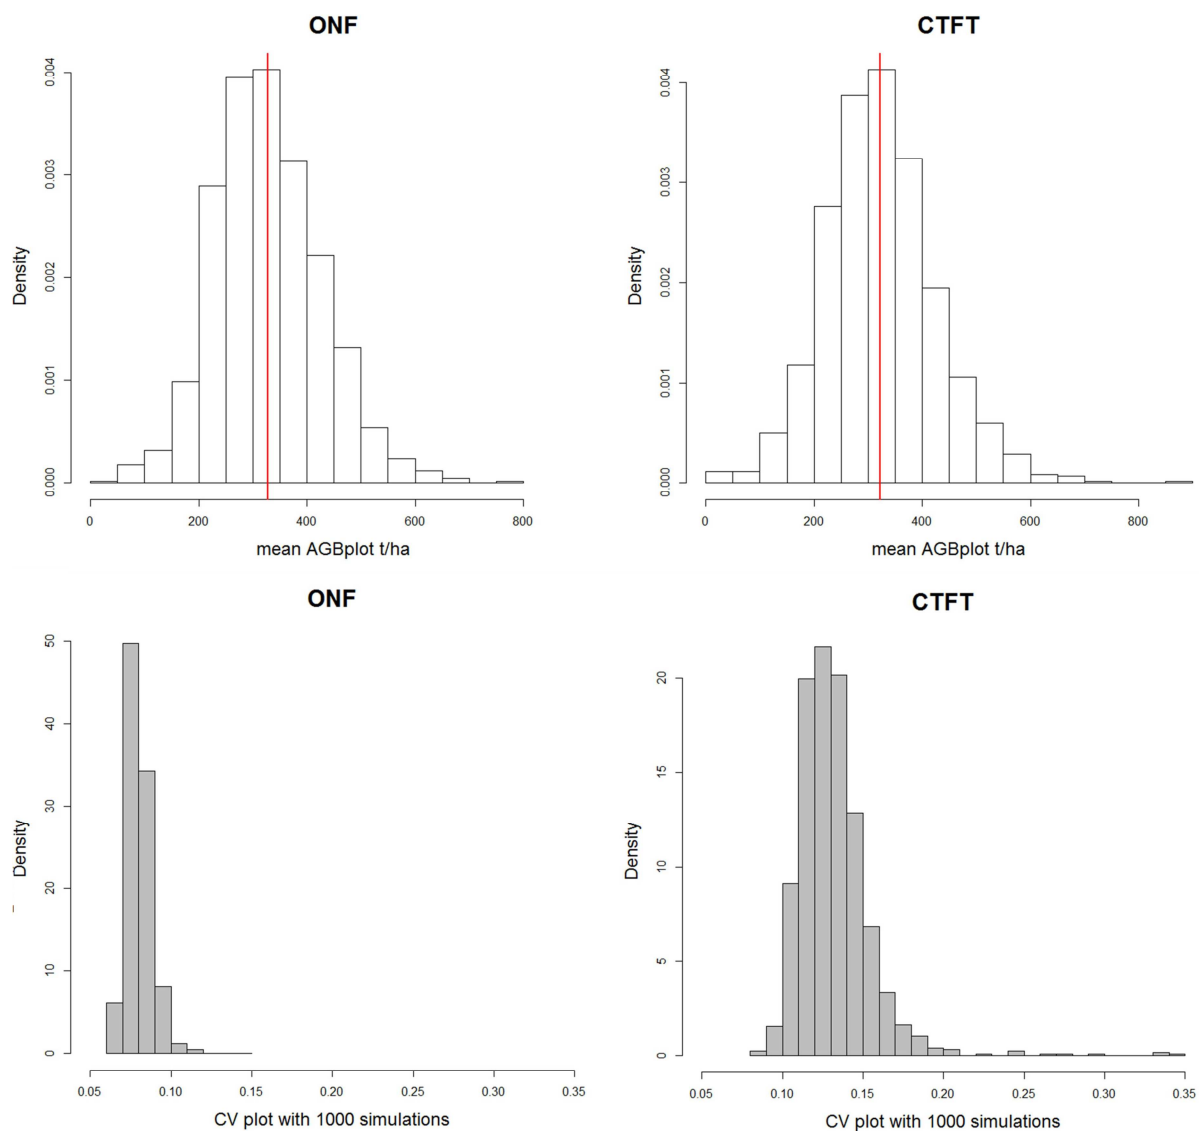 ONF
Density
0.000
0.001
0.002
0.003
0.004
0 200 400 600 800
mean AGBplot t/ha
CTFT
Density
0.000
0.001
0.002
0.003
0.004
0 200 400 600 800
mean AGBplot t/ha
ONF
Density
0
10
20
30
40
50
0.05 0.10 0.15 0.20 0.25 0.30 0.35
CV plot with 1000 simulations
CTFT
Density
0
5
10
15
20
0.05 0.10 0.15 0.20 0.25 0.30 0.35
CV plot with 1000 simulations